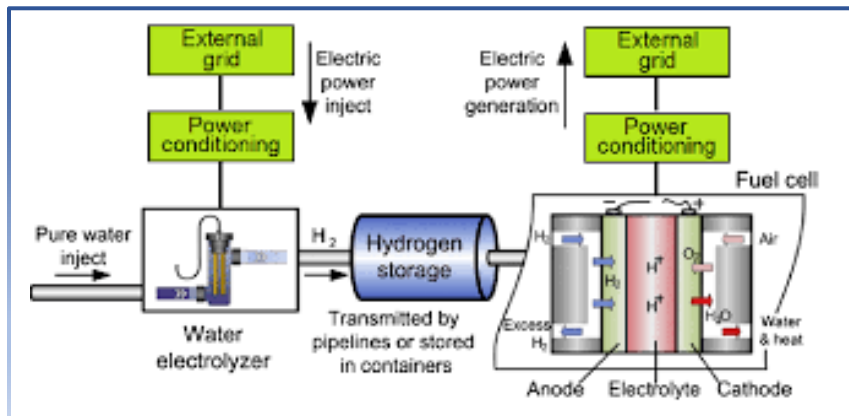 External
grid
Electric
power
inject
Power
conditioning
Pure water
inject
Water
electrolyzer
H2
Hydrogen
storage
Transmitted by
pipelines or stored
in containers
External
grid
Electric
power
generation
Power
conditioning
Fuel cell
- +
H2
Air
O2
H+
H2
H+
H2O
Excess
H2
Water
& heat
Anode
Electrolyte
Cathode